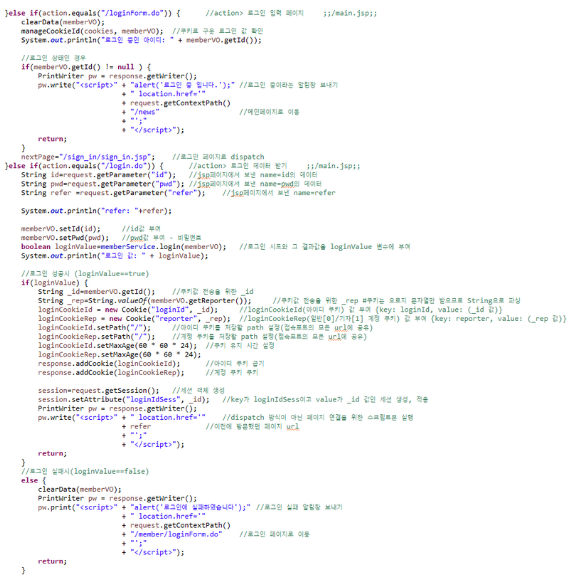 }else if(action.equals("/loginForm.do")) {      //action> 로그인 입력 페이지     ;;/main.jsp;;
clearData(memberVO);
manageCookieId(cookies, memberVO);  //쿠키로 구운 로그인 값 확인
System.out.println("로그인 중인 아이디: " + memberVO.getId());
//로그인 상태인 경우
if(memberVO.getId() != null ) {
PrintWriter pw = response.getWriter();
pw.write("<script>" + "alert('로그인 중 입니다.');" //로그인 중이라는 알림창 보내기
+ " location.href='"
+ request.getContextPath()
+ "/news"             //메인페이지로 이동
+ "';"
+ "</script>");
return;
}
nextPage="/sign_in/sign_in.jsp";    //로그인 페이지로 dispatch
}else if(action.equals("/login.do")) {      //action> 로그인 데이터 받기     ;;/main.jsp;;
String id=request.getParameter("id");   //jsp페이지에서 보낸 name=id의 데이터
String pwd=request.getParameter("pwd"); //jsp페이지에서 보낸 name=pwd의 데이터
String refer =request.getParameter("refer");    //jsp페이지에서 보낸 name=refer
System.out.println("refer: "+refer);
memberVO.setId(id);     //id값 부여
memberVO.setPwd(pwd);   //pwd값 부여 - 비밀번호
boolean loginValue=memberService.login(memberVO);   //로그인 시도와 그 결과값을 loginValue 변수에 부여
System.out.println("로그인 값: " + loginValue);
//로그인 성공시 (loginValue==true)
if(loginValue) {
String _id=memberVO.getId();    //쿠키값 전송을 위한 _id
String _rep=String.valueOf(memberVO.getReporter());     //쿠키값 전송을 위한 _rep #쿠키는 오로지 문자열만 받으므로 String으로 파싱
loginCookieId = new Cookie("loginId", _id);     //loginCookieId(아이디 쿠키) 값 부여 {key: loginId, value: (_id 값)}
loginCookieRep = new Cookie("reporter", _rep);  //loginCookieRep(일반[0]/기자[1] 계정 쿠키) 값 부여 {key: reporter, value: (_rep 값)}
loginCookieId.setPath("/");     //아이디 쿠키를 저장할 path 설정(접속루트의 모든 url에 공유)
loginCookieRep.setPath("/");    //계정 쿠키를 저장할 path 설정(접속루트의 모든 url에 공유)
loginCookieId.setMaxAge(60 * 60 * 24);  //쿠키 유지 시간 설정
loginCookieRep.setMaxAge(60 * 60 * 24);
response.addCookie(loginCookieId);      //아이디 쿠키 굽기
response.addCookie(loginCookieRep);     //계정 쿠키 쿠키
session=request.getSession();   //세션 객체 생성
session.setAttribute("loginIdSess", _id);   //key가 loginIdSess이고 value가 _id 값인 세션 생성, 적용
PrintWriter pw = response.getWriter();
pw.write("<script>" + " location.href='"    //dispatch 방식이 아닌 페이지 연결을 위한 스크립트문 실행
+ refer             //이전에 방문했던 페이지 url
+ "';"
+ "</script>");
return;
}
//로그인 실패시(loginValue==false)
else {
clearData(memberVO);
PrintWriter pw = response.getWriter();
pw.print("<script>" + "alert('로그인에 실패하였습니다');" //로그인 실패 알림창 보내기
+ " location.href='"
+ request.getContextPath()
+ "/member/loginForm.do"    //로그인 페이지로 이동
+ "';"
+ "</script>");
return;
}